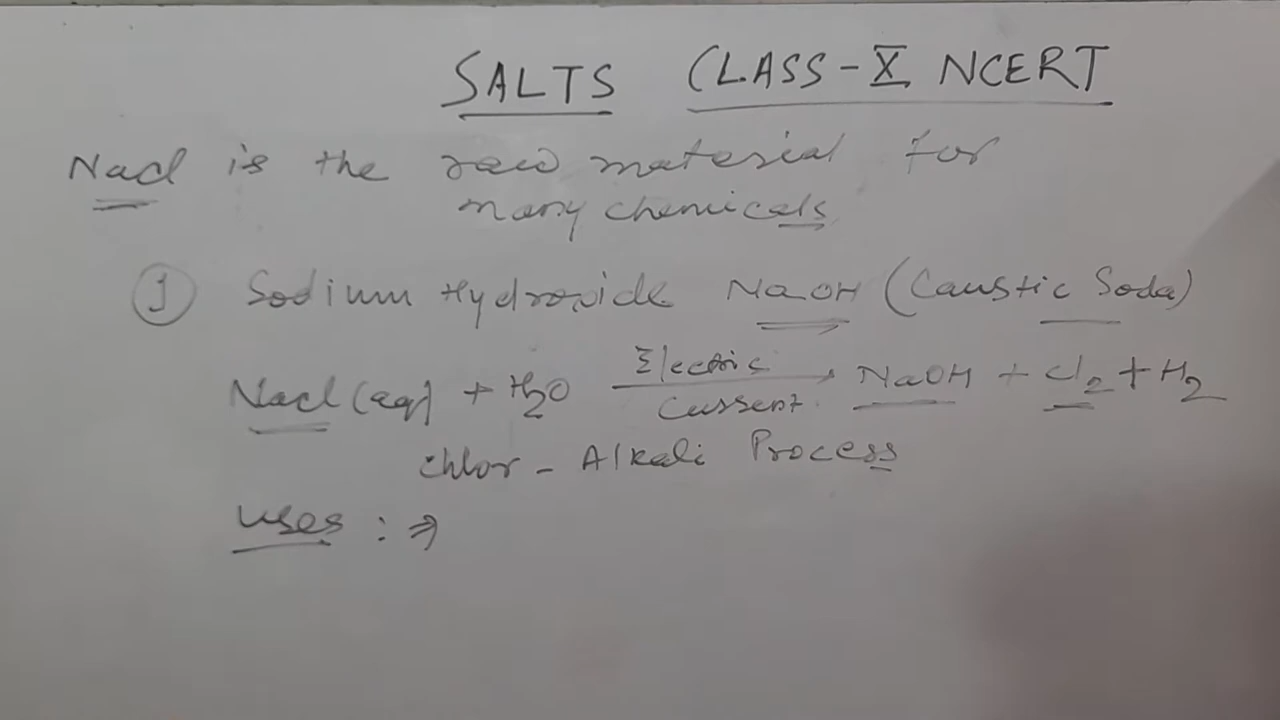 SALTS CLASS-X NCERT
NaCl is the raw material for
many chemicals
1 Sodium Hydroxide NaOH (Caustic Soda)
NaCl (aq) + H2O Electric Current → NaOH + Cl2 + H2
Chlor - Alkali Process
Uses : ⇒